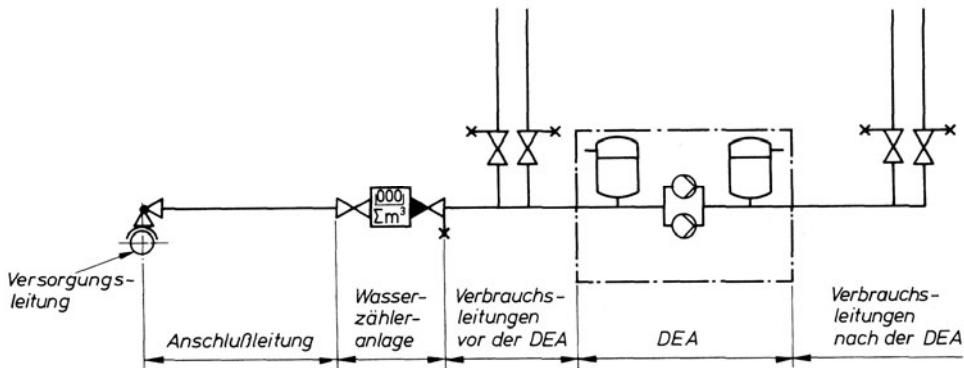 000
Σm³
Versorgungs-
leitung
Anschlußleitung
Wasser-
zähler-
anlage
Verbrauchs-
leitungen
vor der DEA
DEA
Verbrauchs-
leitungen
nach der DEA